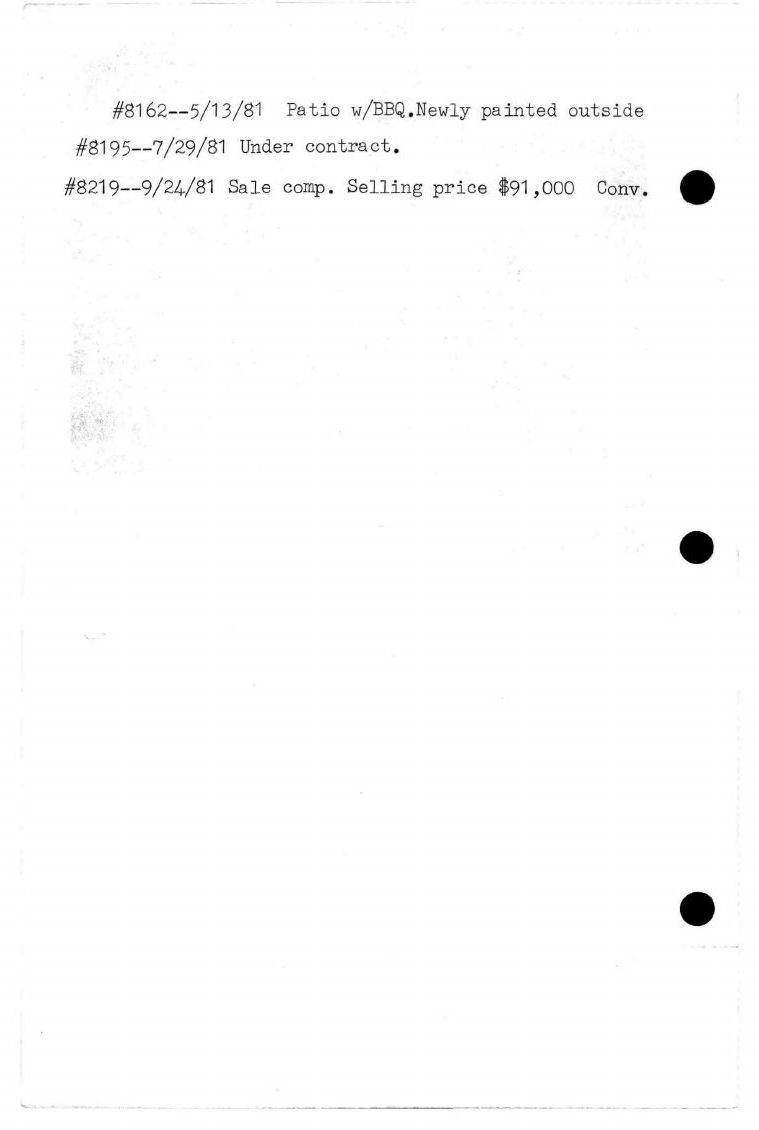 #8162--5/13/81 Patio w/BBQ.Newly painted outside
#8195--7/29/81 Under contract.
#8219--9/24/81 Sale comp. Selling price $91,000 Conv.